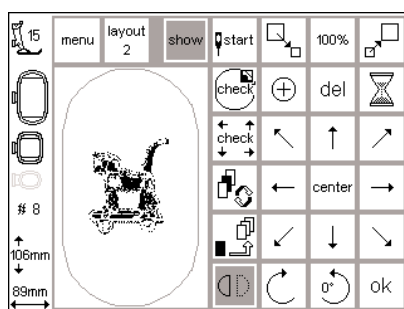 15
menu
layout
2
show
start
100%
check
del
check
center
# 8
106mm
89mm
0°
ok